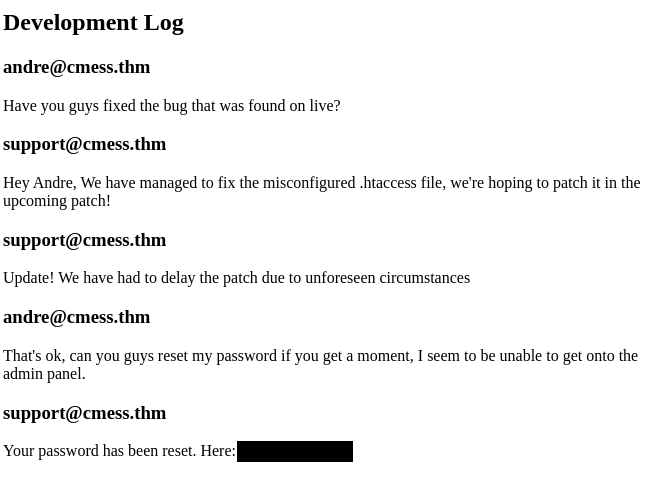 Development Log
andre@cmess.thm
Have you guys fixed the bug that was found on live?
support@cmess.thm
Hey Andre, We have managed to fix the misconfigured .htaccess file, we're hoping to patch it in the
upcoming patch!
support@cmess.thm
Update! We have had to delay the patch due to unforeseen circumstances
andre@cmess.thm
That's ok, can you guys reset my password if you get a moment, I seem to be unable to get onto the
admin panel.
support@cmess.thm
Your password has been reset. Here: